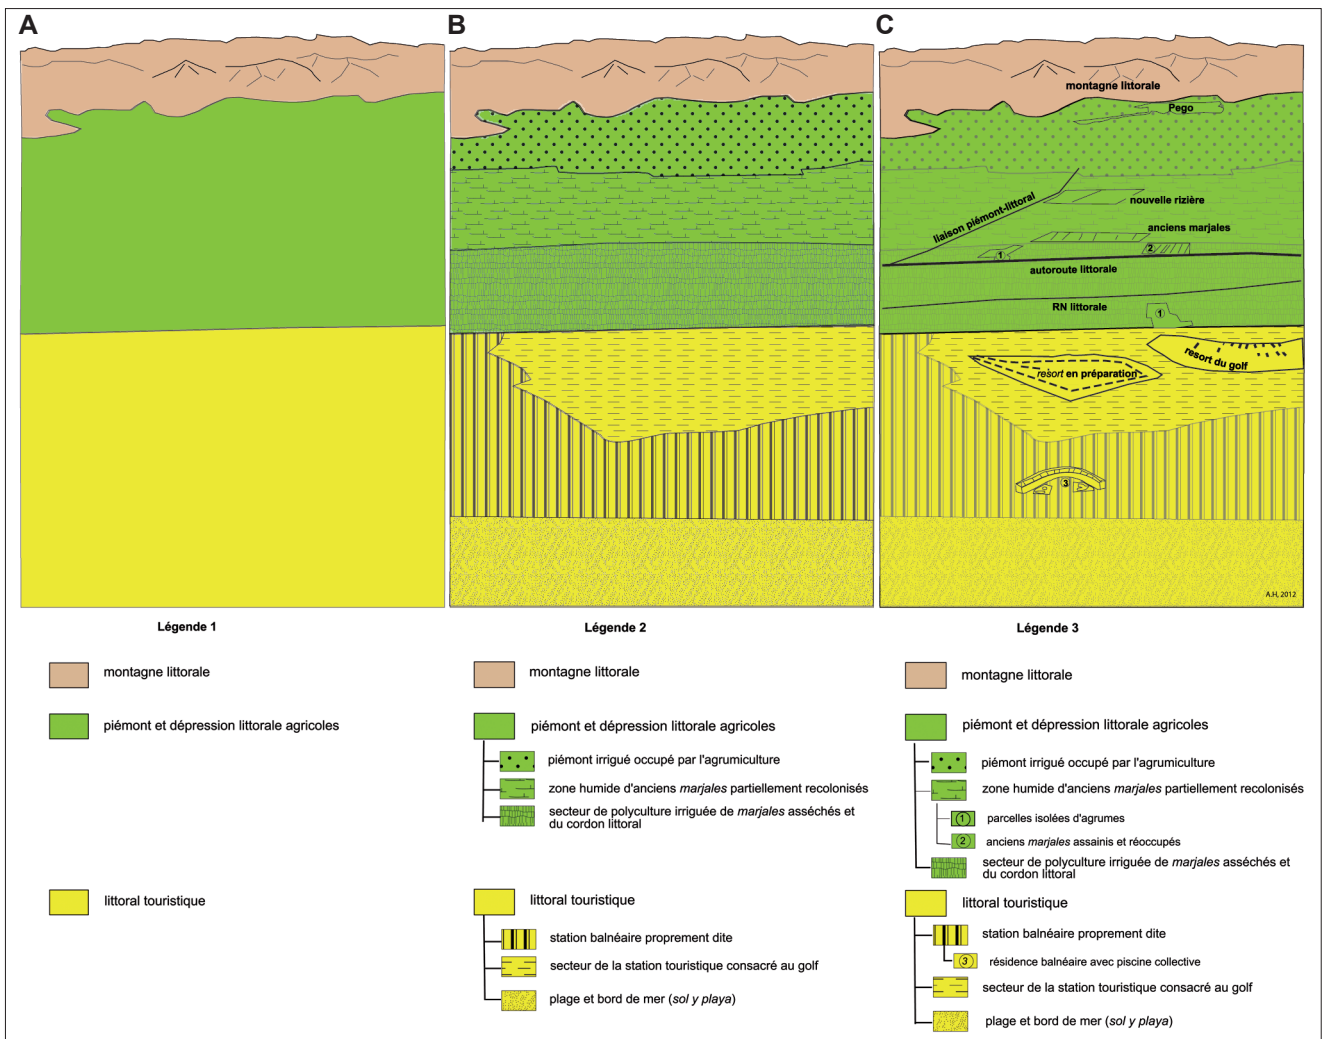 A
B
C
montagne littorale
Pego
nouvelle rizière
liaison piémont-littoral
anciens marjales
1
2
autoroute littorale
RN littorale
1
resort du golf
resort en préparation
3
A.H, 2012
Légende 1
montagne littorale
piémont et dépression littorale agricoles
littoral touristique
Légende 2
montagne littorale
piémont et dépression littorale agricoles
piémont irrigué occupé par l'agrumiculture
zone humide d'anciens marjales partiellement recolonisés
secteur de polyculture irriguée de marjales asséchés et
du cordon littoral
littoral touristique
station balnéaire proprement dite
secteur de la station touristique consacré au golf
plage et bord de mer (sol y playa)
Légende 3
montagne littorale
piémont et dépression littorale agricoles
piémont irrigué occupé par l'agrumiculture
zone humide d'anciens marjales partiellement recolonisés
1 parcelles isolées d'agrumes
2 anciens marjales assainis et réoccupés
secteur de polyculture irriguée de marjales asséchés et
du cordon littoral
littoral touristique
station balnéaire proprement dite
3 résidence balnéaire avec piscine collective
secteur de la station touristique consacré au golf
plage et bord de mer (sol y playa)